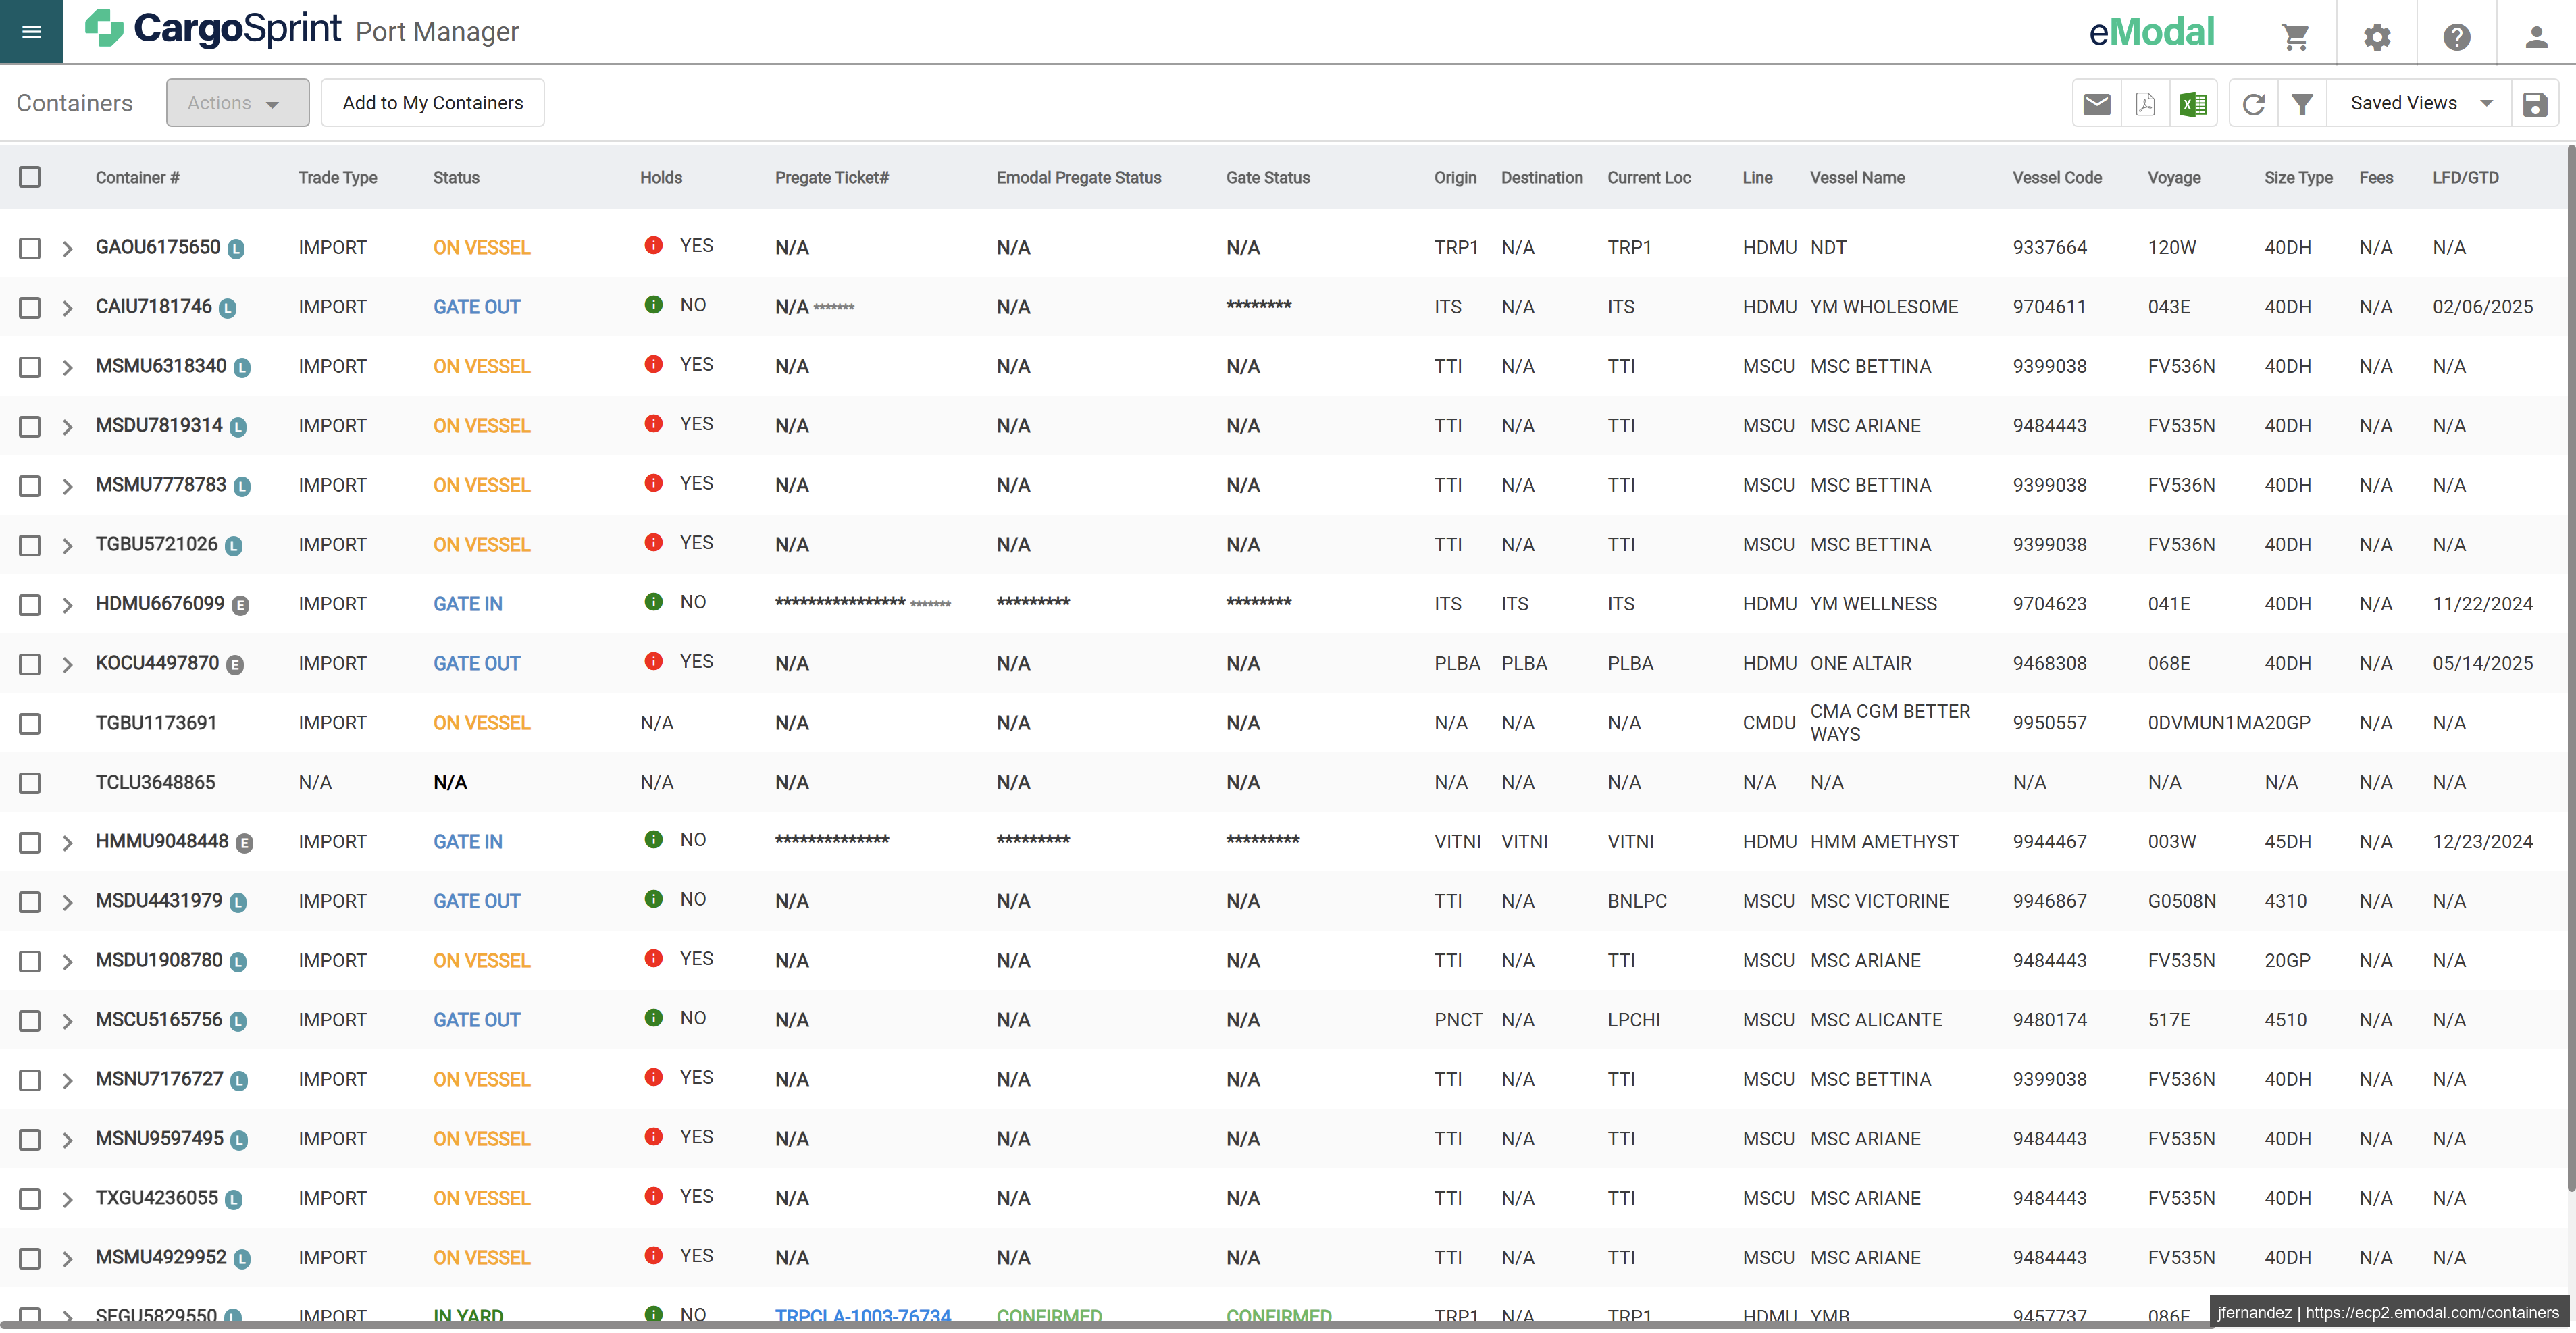 CargoSprint Port Manager eModal
Containers Actions Add to My Containers Saved Views
Container # Trade Type Status Holds Pregate Ticket# Emodal Pregate Status Gate Status Origin Destination Current Loc Line Vessel Name Vessel Code Voyage Size Type Fees LFD/GTD
GAOU6175650 L IMPORT ON VESSEL YES N/A N/A N/A TRP1 N/A TRP1 HDMU NDT 9337664 120W 40DH N/A N/A
CAIU7181746 L IMPORT GATE OUT NO N/A ******* N/A ******** ITS N/A ITS HDMU YM WHOLESOME 9704611 043E 40DH N/A 02/06/2025
MSMU6318340 L IMPORT ON VESSEL YES N/A N/A N/A TTI N/A TTI MSCU MSC BETTINA 9399038 FV536N 40DH N/A N/A
MSDU7819314 L IMPORT ON VESSEL YES N/A N/A N/A TTI N/A TTI MSCU MSC ARIANE 9484443 FV535N 40DH N/A N/A
MSMU7778783 L IMPORT ON VESSEL YES N/A N/A N/A TTI N/A TTI MSCU MSC BETTINA 9399038 FV536N 40DH N/A N/A
TGBU5721026 L IMPORT ON VESSEL YES N/A N/A N/A TTI N/A TTI MSCU MSC BETTINA 9399038 FV536N 40DH N/A N/A
HDMU6676099 E IMPORT GATE IN NO **************** ******* ********* ******** ITS ITS ITS HDMU YM WELLNESS 9704623 041E 40DH N/A 11/22/2024
KOCU4497870 E IMPORT GATE OUT YES N/A N/A N/A PLBA PLBA PLBA HDMU ONE ALTAIR 9468308 068E 40DH N/A 05/14/2025
TGBU1173691 IMPORT ON VESSEL N/A N/A N/A N/A N/A N/A N/A CMDU CMA CGM BETTER WAYS 9950557 0DVMUN1MA 20GP N/A N/A
TCLU3648865 N/A N/A N/A N/A N/A N/A N/A N/A N/A N/A N/A N/A N/A N/A N/A N/A
HMMU9048448 E IMPORT GATE IN NO ************** ********* ********* VITNI VITNI VITNI HDMU HMM AMETHYST 9944467 003W 45DH N/A 12/23/2024
MSDU4431979 L IMPORT GATE OUT NO N/A N/A N/A TTI N/A BNLPC MSCU MSC VICTORINE 9946867 G0508N 4310 N/A N/A
MSDU1908780 L IMPORT ON VESSEL YES N/A N/A N/A TTI N/A TTI MSCU MSC ARIANE 9484443 FV535N 20GP N/A N/A
MSCU5165756 L IMPORT GATE OUT NO N/A N/A N/A PNCT N/A LPCHI MSCU MSC ALICANTE 9480174 517E 4510 N/A N/A
MSNU7176727 L IMPORT ON VESSEL YES N/A N/A N/A TTI N/A TTI MSCU MSC BETTINA 9399038 FV536N 40DH N/A N/A
MSNU9597495 L IMPORT ON VESSEL YES N/A N/A N/A TTI N/A TTI MSCU MSC ARIANE 9484443 FV535N 40DH N/A N/A
TXGU4236055 L IMPORT ON VESSEL YES N/A N/A N/A TTI N/A TTI MSCU MSC ARIANE 9484443 FV535N 40DH N/A N/A
MSMU4929952 L IMPORT ON VESSEL YES N/A N/A N/A TTI N/A TTI MSCU MSC ARIANE 9484443 FV535N 40DH N/A N/A
SEGU5829550 L IMPORT IN YARD NO TRPCLA-1003-76734 CONFIRMED CONFIRMED TRP1 N/A TRP1 HDMU YMB 9457737 086E
jfernandez | https://ecp2.emodal.com/containers